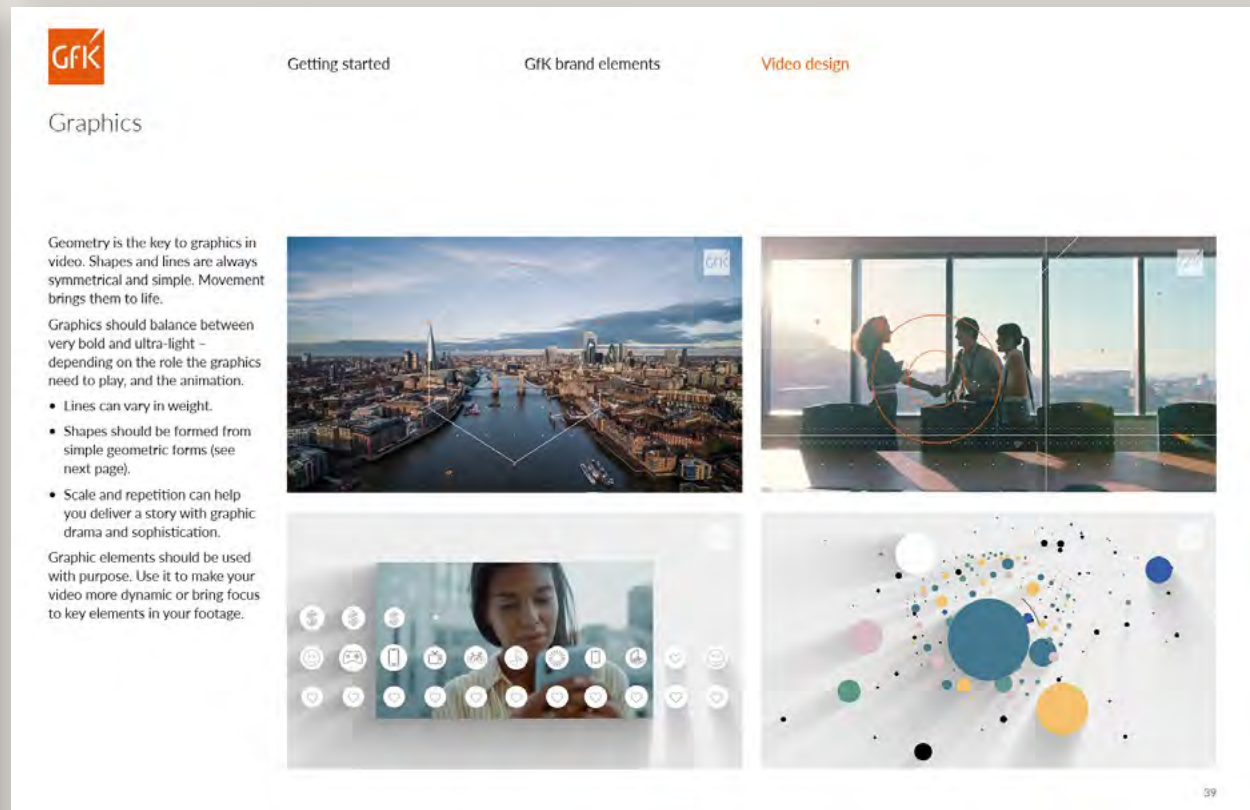 GfK
Getting started
GfK brand elements
Video design
Graphics
Geometry is the key to graphics in
video. Shapes and lines are always
symmetrical and simple. Movement
brings them to life.
Graphics should balance between
very bold and ultra-light –
depending on the role the graphics
need to play, and the animation.
• Lines can vary in weight.
• Shapes should be formed from
simple geometric forms (see
next page).
• Scale and repetition can help
you deliver a story with graphic
drama and sophistication.
Graphic elements should be used
with purpose. Use it to make your
video more dynamic or bring focus
to key elements in your footage.
GfK
GfK
39